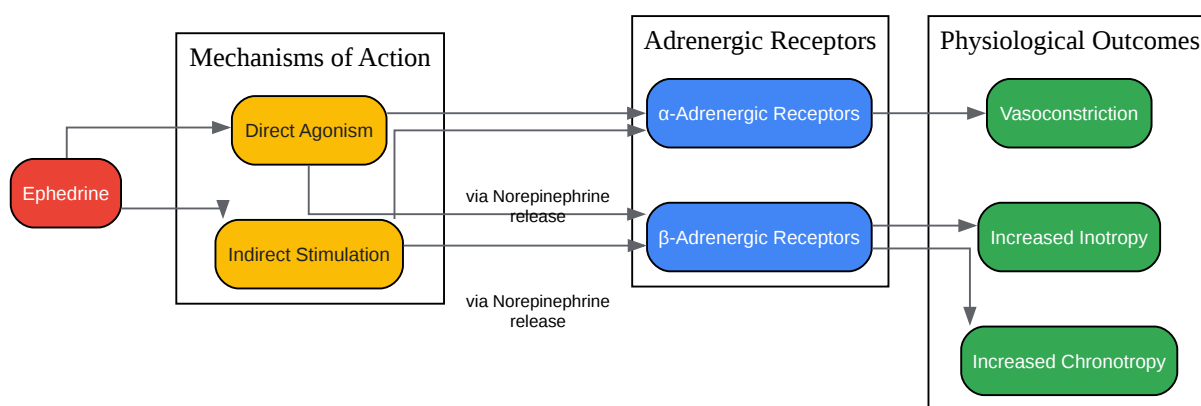 Mechanisms of Action
Adrenergic Receptors
Physiological Outcomes
Ephedrine
Direct Agonism
Indirect Stimulation
via Norepinephrine
release
via Norepinephrine
release
α-Adrenergic Receptors
β-Adrenergic Receptors
Vasoconstriction
Increased Inotropy
Increased Chronotropy